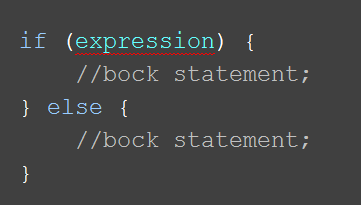 if (expression) {
    //bock statement;
} else {
    //bock statement;
}